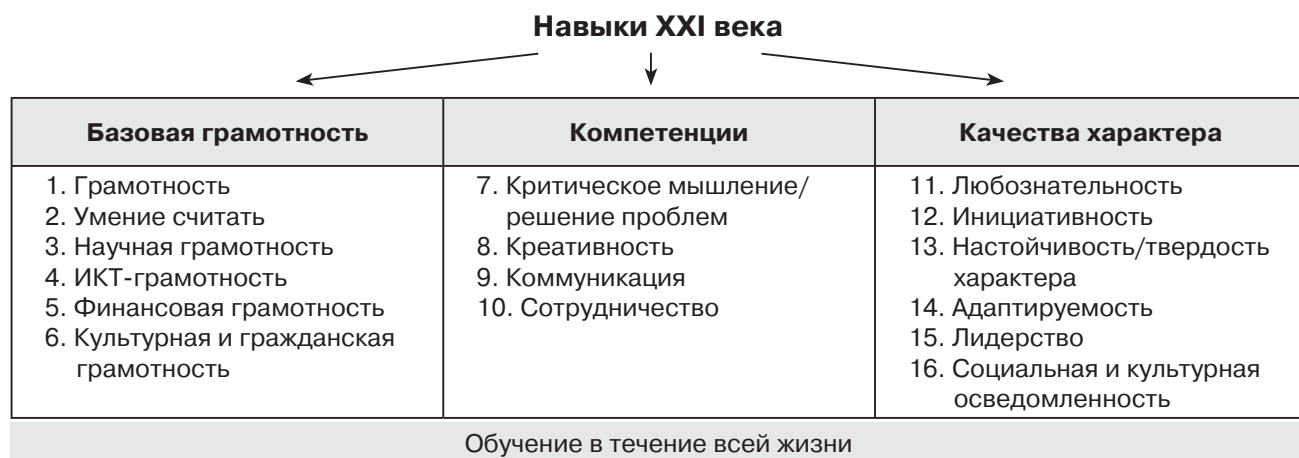 Навыки XXI века
Базовая грамотность
Компетенции
Качества характера
1. Грамотность
2. Умение считать
3. Научная грамотность
4. ИКТ-грамотность
5. Финансовая грамотность
6. Культурная и гражданская
грамотность
7. Критическое мышление/
решение проблем
8. Креативность
9. Коммуникация
10. Сотрудничество
11. Любознательность
12. Инициативность
13. Настойчивость/твердость
характера
14. Адаптируемость
15. Лидерство
16. Социальная и культурная
осведомленность
Обучение в течение всей жизни